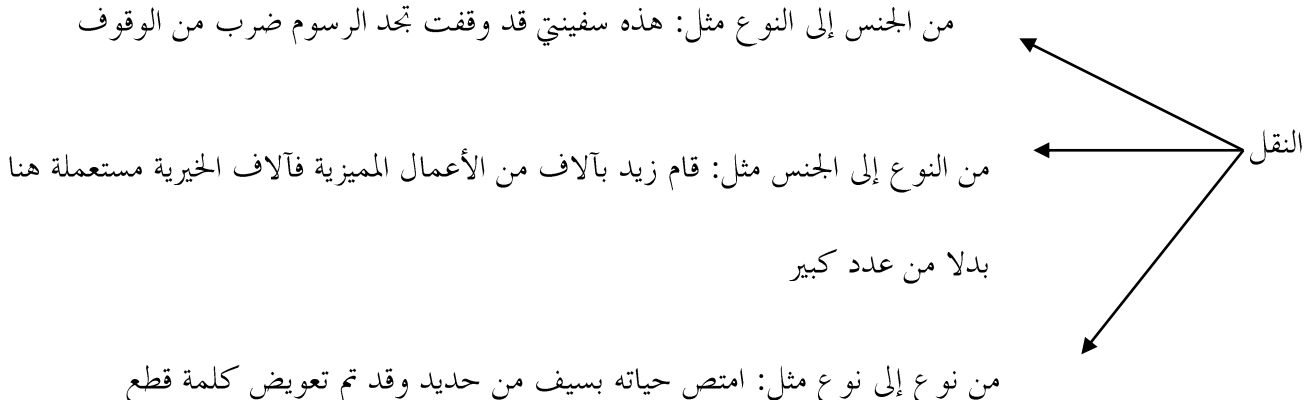 من الجنس إلى النوع مثل: هذه سفينتي قد وقفت تجد الرسوم ضرب من الوقوف
النقل
من النوع إلى الجنس مثل: قام زيد بآلاف من الأعمال المميزية فآلاف الخيرية مستعملة هنا
بدلا من عدد كبير
من نوع إلى نوع مثل: امتص حياته بسيف من حديد وقد تم تعويض كلمة قطع